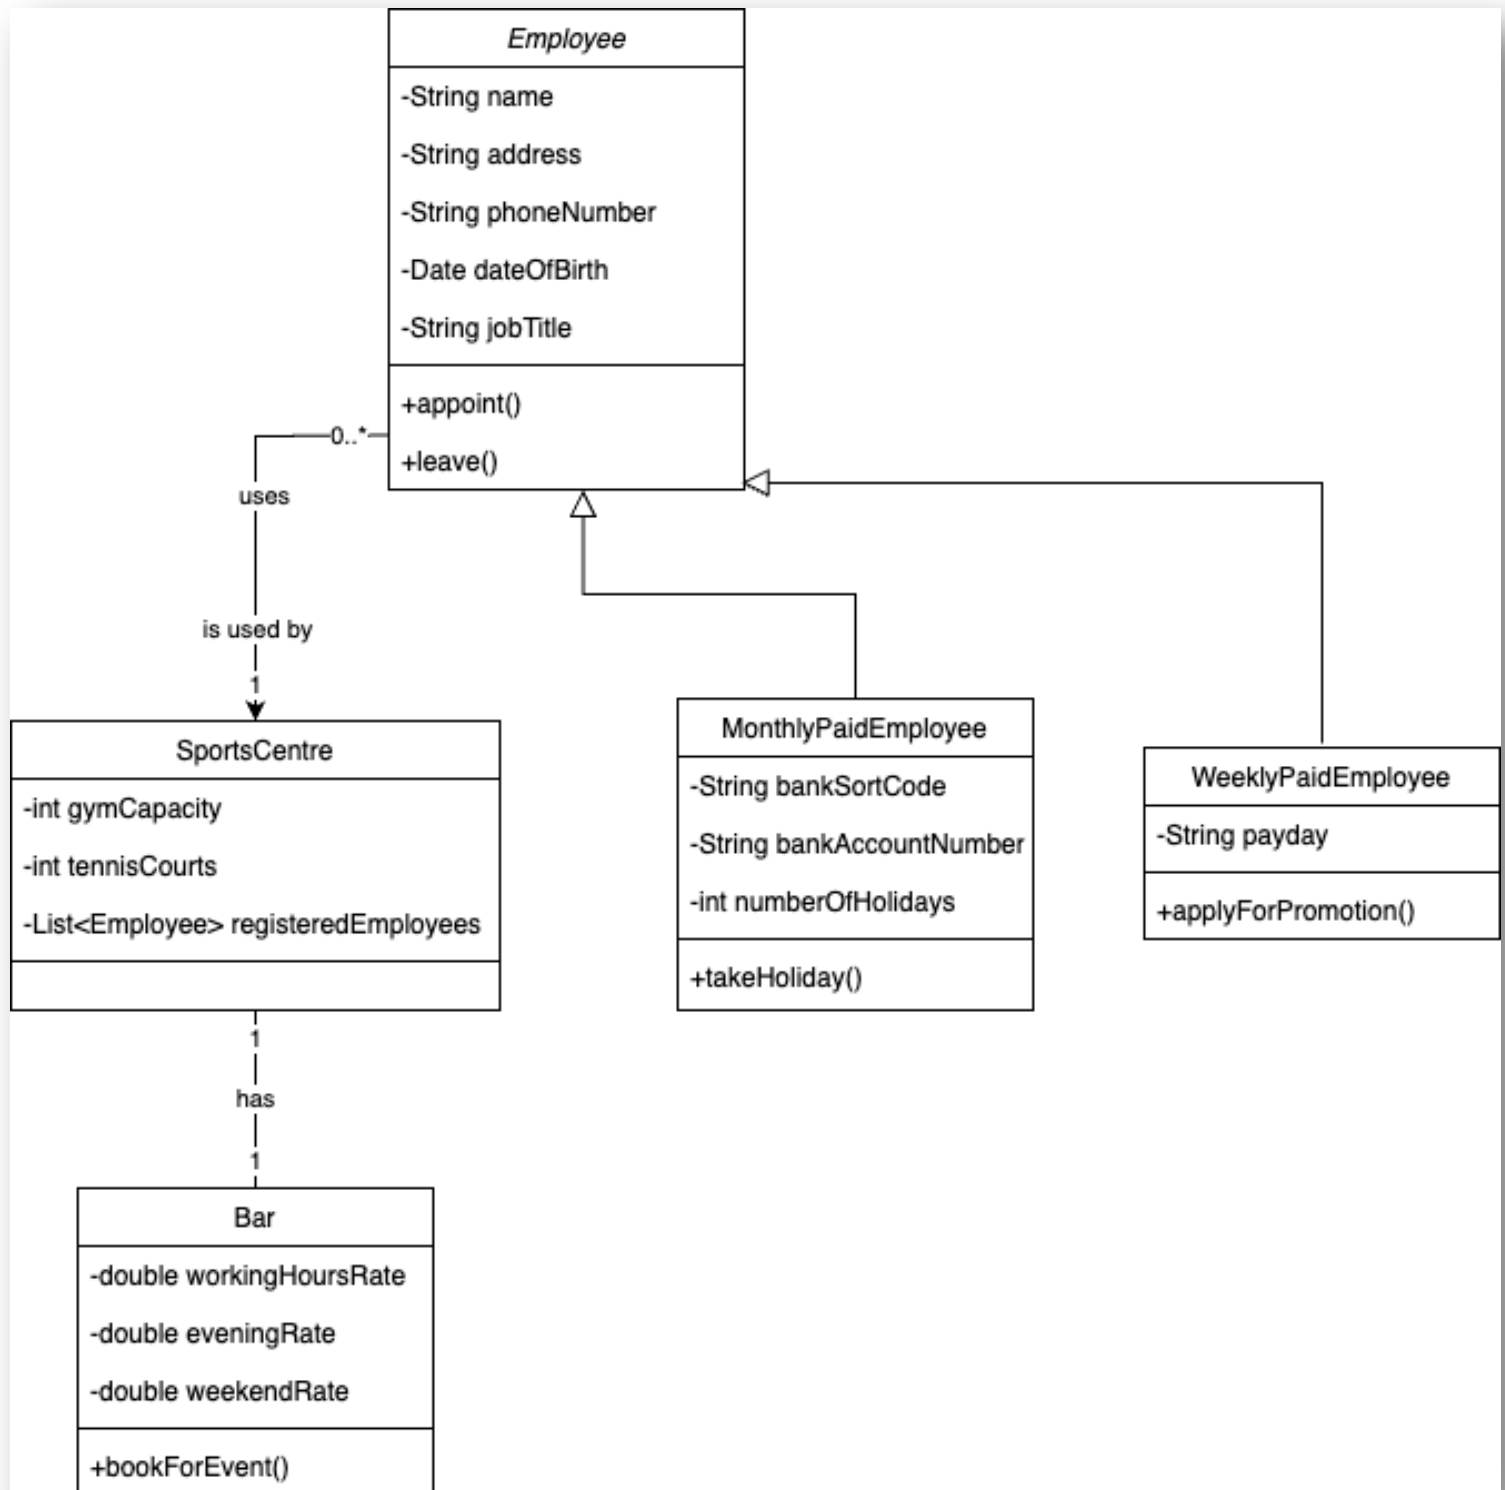 Employee
-String name
-String address
-String phoneNumber
-Date dateOfBirth
-String jobTitle
+appoint()
+leave()
0..*
uses
is used by
1
SportsCentre
-int gymCapacity
-int tennisCourts
-List<Employee> registeredEmployees
MonthlyPaidEmployee
-String bankSortCode
-String bankAccountNumber
-int numberOfHolidays
+takeHoliday()
WeeklyPaidEmployee
-String payday
+applyForPromotion()
1
has
1
Bar
-double workingHoursRate
-double eveningRate
-double weekendRate
+bookForEvent()